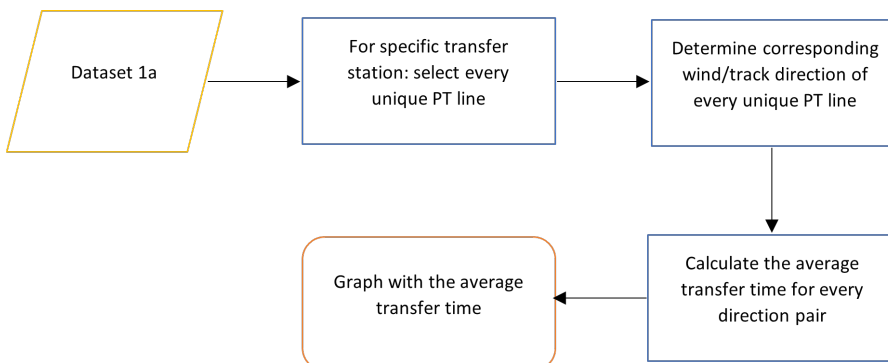 Dataset 1a
For specific transfer
station: select every
unique PT line
Determine corresponding
wind/track direction of
every unique PT line
Calculate the average
transfer time for every
direction pair
Graph with the average
transfer time